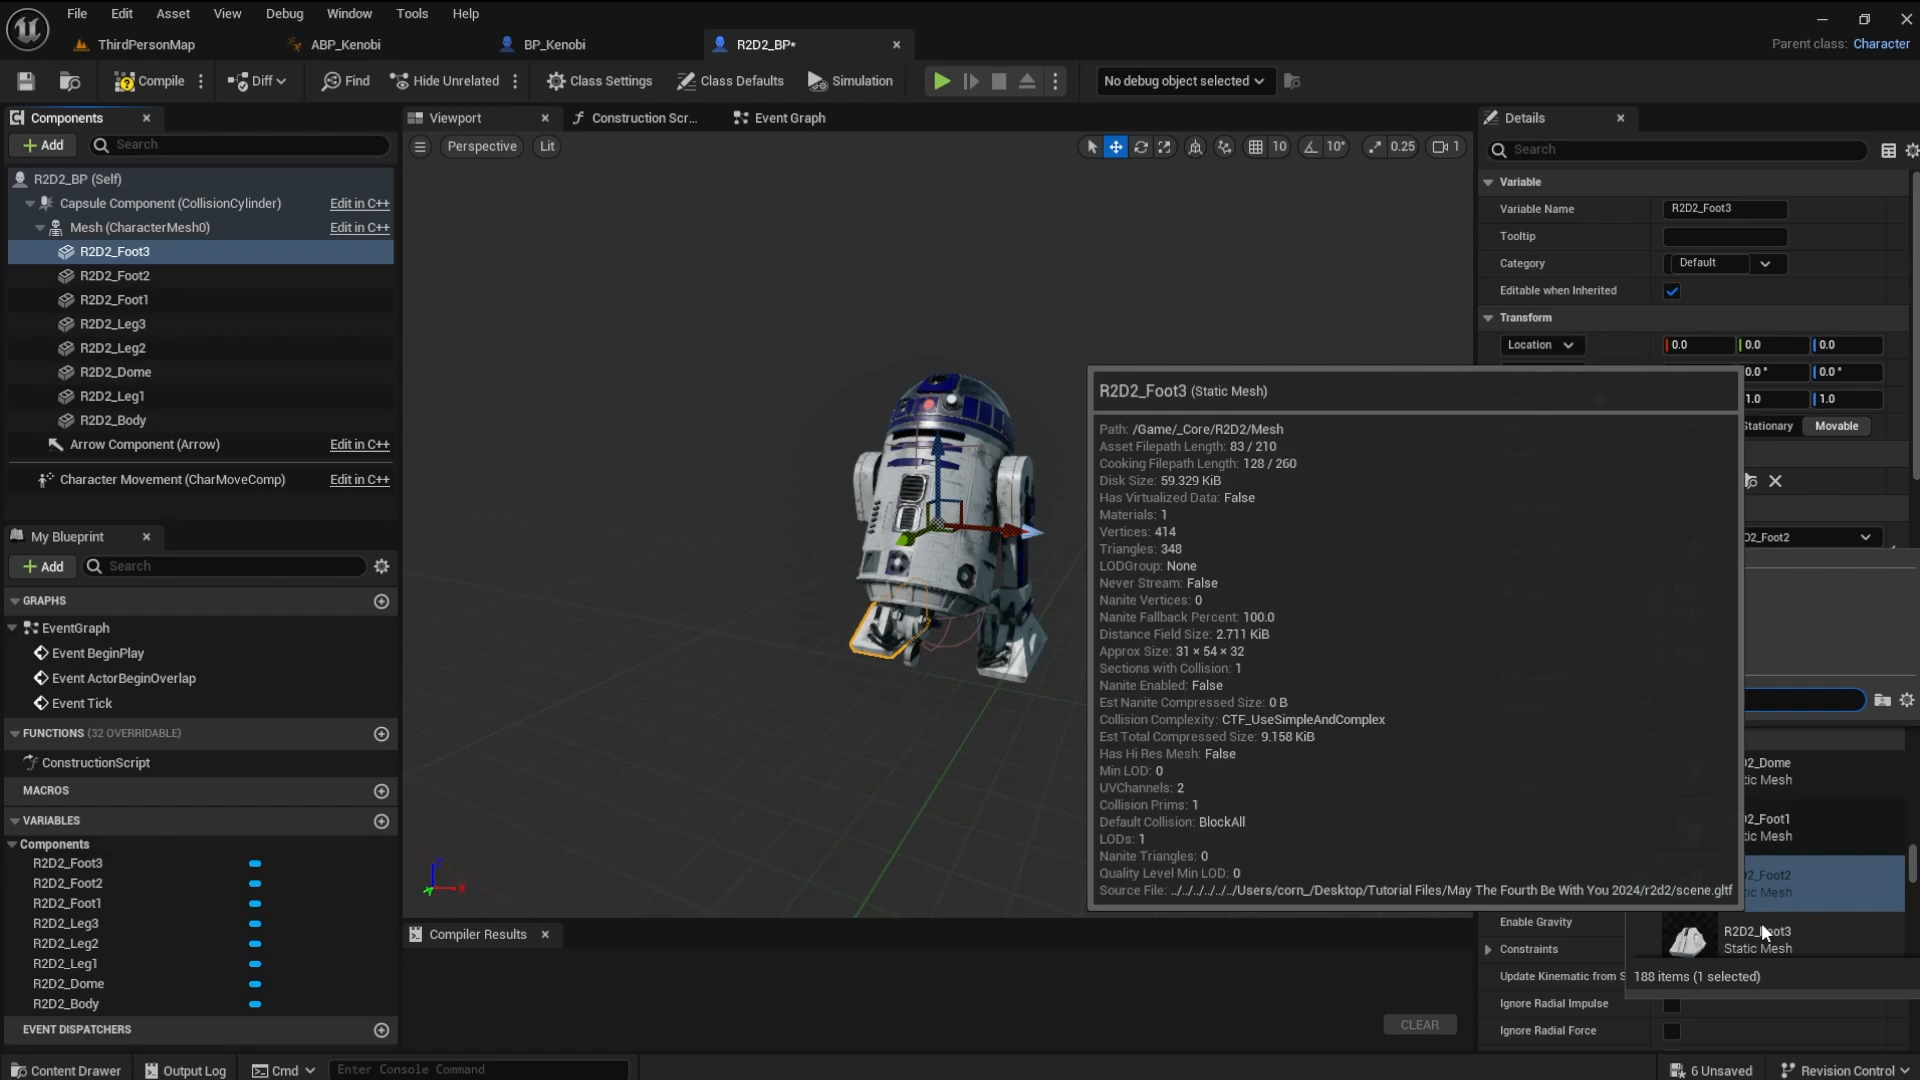 File Edit Asset View Debug Window Tools Help
ThirdPersonMap ABP_Kenobi BP_Kenobi R2D2_BP*
Parent class: Character
Compile Diff Find Hide Unrelated Class Settings Class Defaults Simulation No debug object selected
Components
Add Search
R2D2_BP (Self)
Capsule Component (CollisionCylinder) Edit in C++
Mesh (CharacterMesh0) Edit in C++
R2D2_Foot3
R2D2_Foot2
R2D2_Foot1
R2D2_Leg3
R2D2_Leg2
R2D2_Dome
R2D2_Leg1
R2D2_Body
Arrow Component (Arrow) Edit in C++
Character Movement (CharMoveComp) Edit in C++
My Blueprint
Add Search
GRAPHS
EventGraph
Event BeginPlay
Event ActorBeginOverlap
Event Tick
FUNCTIONS (32 OVERRIDABLE)
ConstructionScript
MACROS
VARIABLES
Components
R2D2_Foot3
R2D2_Foot2
R2D2_Foot1
R2D2_Leg3
R2D2_Leg2
R2D2_Leg1
R2D2_Dome
R2D2_Body
EVENT DISPATCHERS
Viewport Construction Scr... Event Graph
Perspective Lit 10 10° 0.25 1
R2D2_Foot3 (Static Mesh)
Path: /Game/_Core/R2D2/Mesh
Asset Filepath Length: 83 / 210
Cooking Filepath Length: 128 / 260
Disk Size: 59.329 KiB
Has Virtualized Data: False
Materials: 1
Vertices: 414
Triangles: 348
LODGroup: None
Never Stream: False
Nanite Vertices: 0
Nanite Fallback Percent: 100.0
Distance Field Size: 2.711 KiB
Approx Size: 31 × 54 × 32
Sections with Collision: 1
Nanite Enabled: False
Est Nanite Compressed Size: 0 B
Collision Complexity: CTF_UseSimpleAndComplex
Est Total Compressed Size: 9.158 KiB
Has Hi Res Mesh: False
Min LOD: 0
UVChannels: 2
Collision Prims: 1
Default Collision: BlockAll
LODs: 1
Nanite Triangles: 0
Quality Level Min LOD: 0
Source File: ../../../../../../Users/corn_/Desktop/Tutorial Files/May The Fourth Be With You 2024/r2d2/scene.gltf
Compiler Results
CLEAR
Details
Search
Variable
Variable Name R2D2_Foot3
Tooltip
Category Default
Editable when Inherited
Transform
Location 0.0 0.0 0.0
0.0° 0.0°
1.0 1.0
Stationary Movable
D2_Foot2
D2_Dome
tic Mesh
D2_Foot1
tic Mesh
D2_Foot2
tic Mesh
Enable Gravity
R2D2_Foot3
Static Mesh
Constraints
Update Kinematic from S
188 items (1 selected)
Ignore Radial Impulse
Ignore Radial Force
Content Drawer Output Log Cmd Enter Console Command 6 Unsaved Revision Control